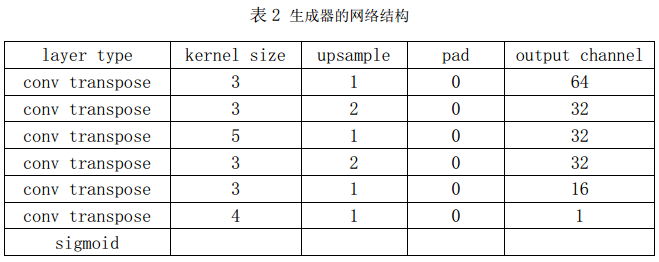 表2 生成器的网络结构
layer type kernel size upsample pad output channel
conv transpose 3 1 0 64
conv transpose 3 2 0 32
conv transpose 5 1 0 32
conv transpose 3 2 0 32
conv transpose 3 1 0 16
conv transpose 4 1 0 1
sigmoid